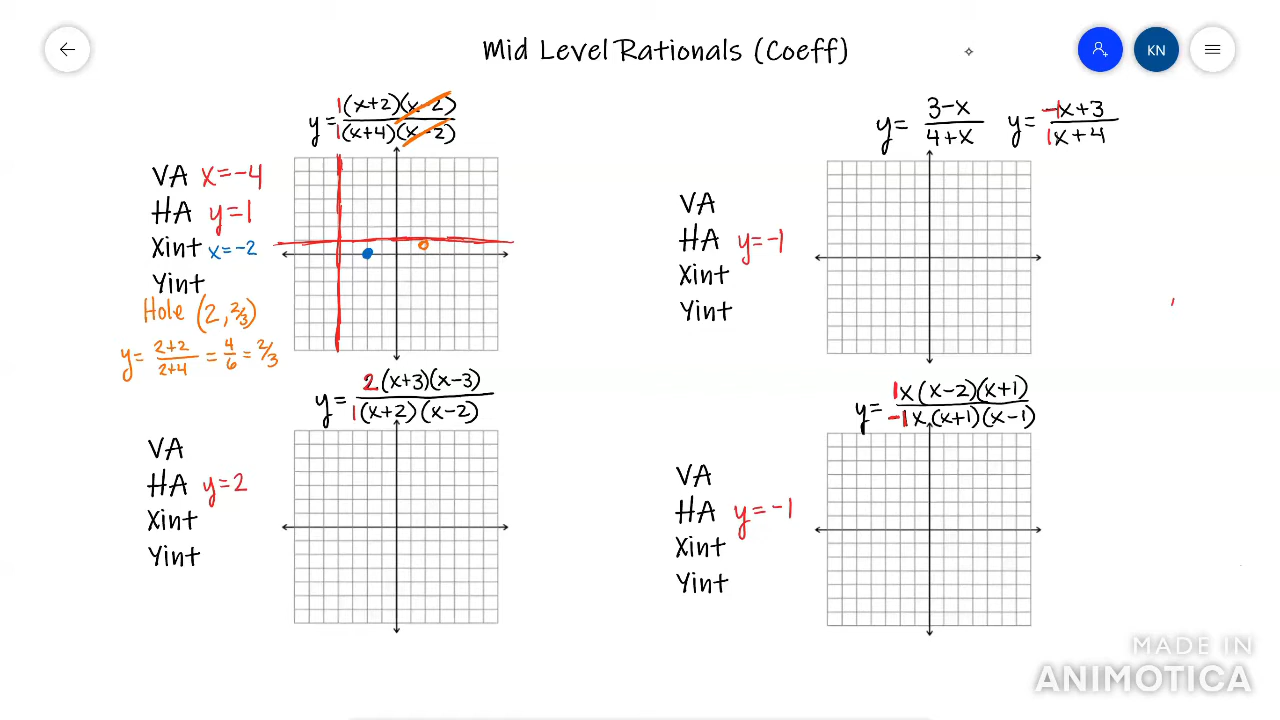 Mid Level Rationals (Coeff)
KN
y = 1(x+2)(x-2) / 1(x+4)(x-2)
VA x=-4
HA y=1
Xint x=-2
Yint
Hole (2, 2/3)
y = 2+2 / 2+4 = 4/6 = 2/3
y = 3-x / 4+x y = -1x+3 / 1x+4
VA
HA y=-1
Xint
Yint
y = 2(x+3)(x-3) / 1(x+2)(x-2)
VA
HA y=2
Xint
Yint
y = 1x(x-2)(x+1) / -1x(x+1)(x-1)
VA
HA y=-1
Xint
Yint
MADE IN
ANIMOTICA